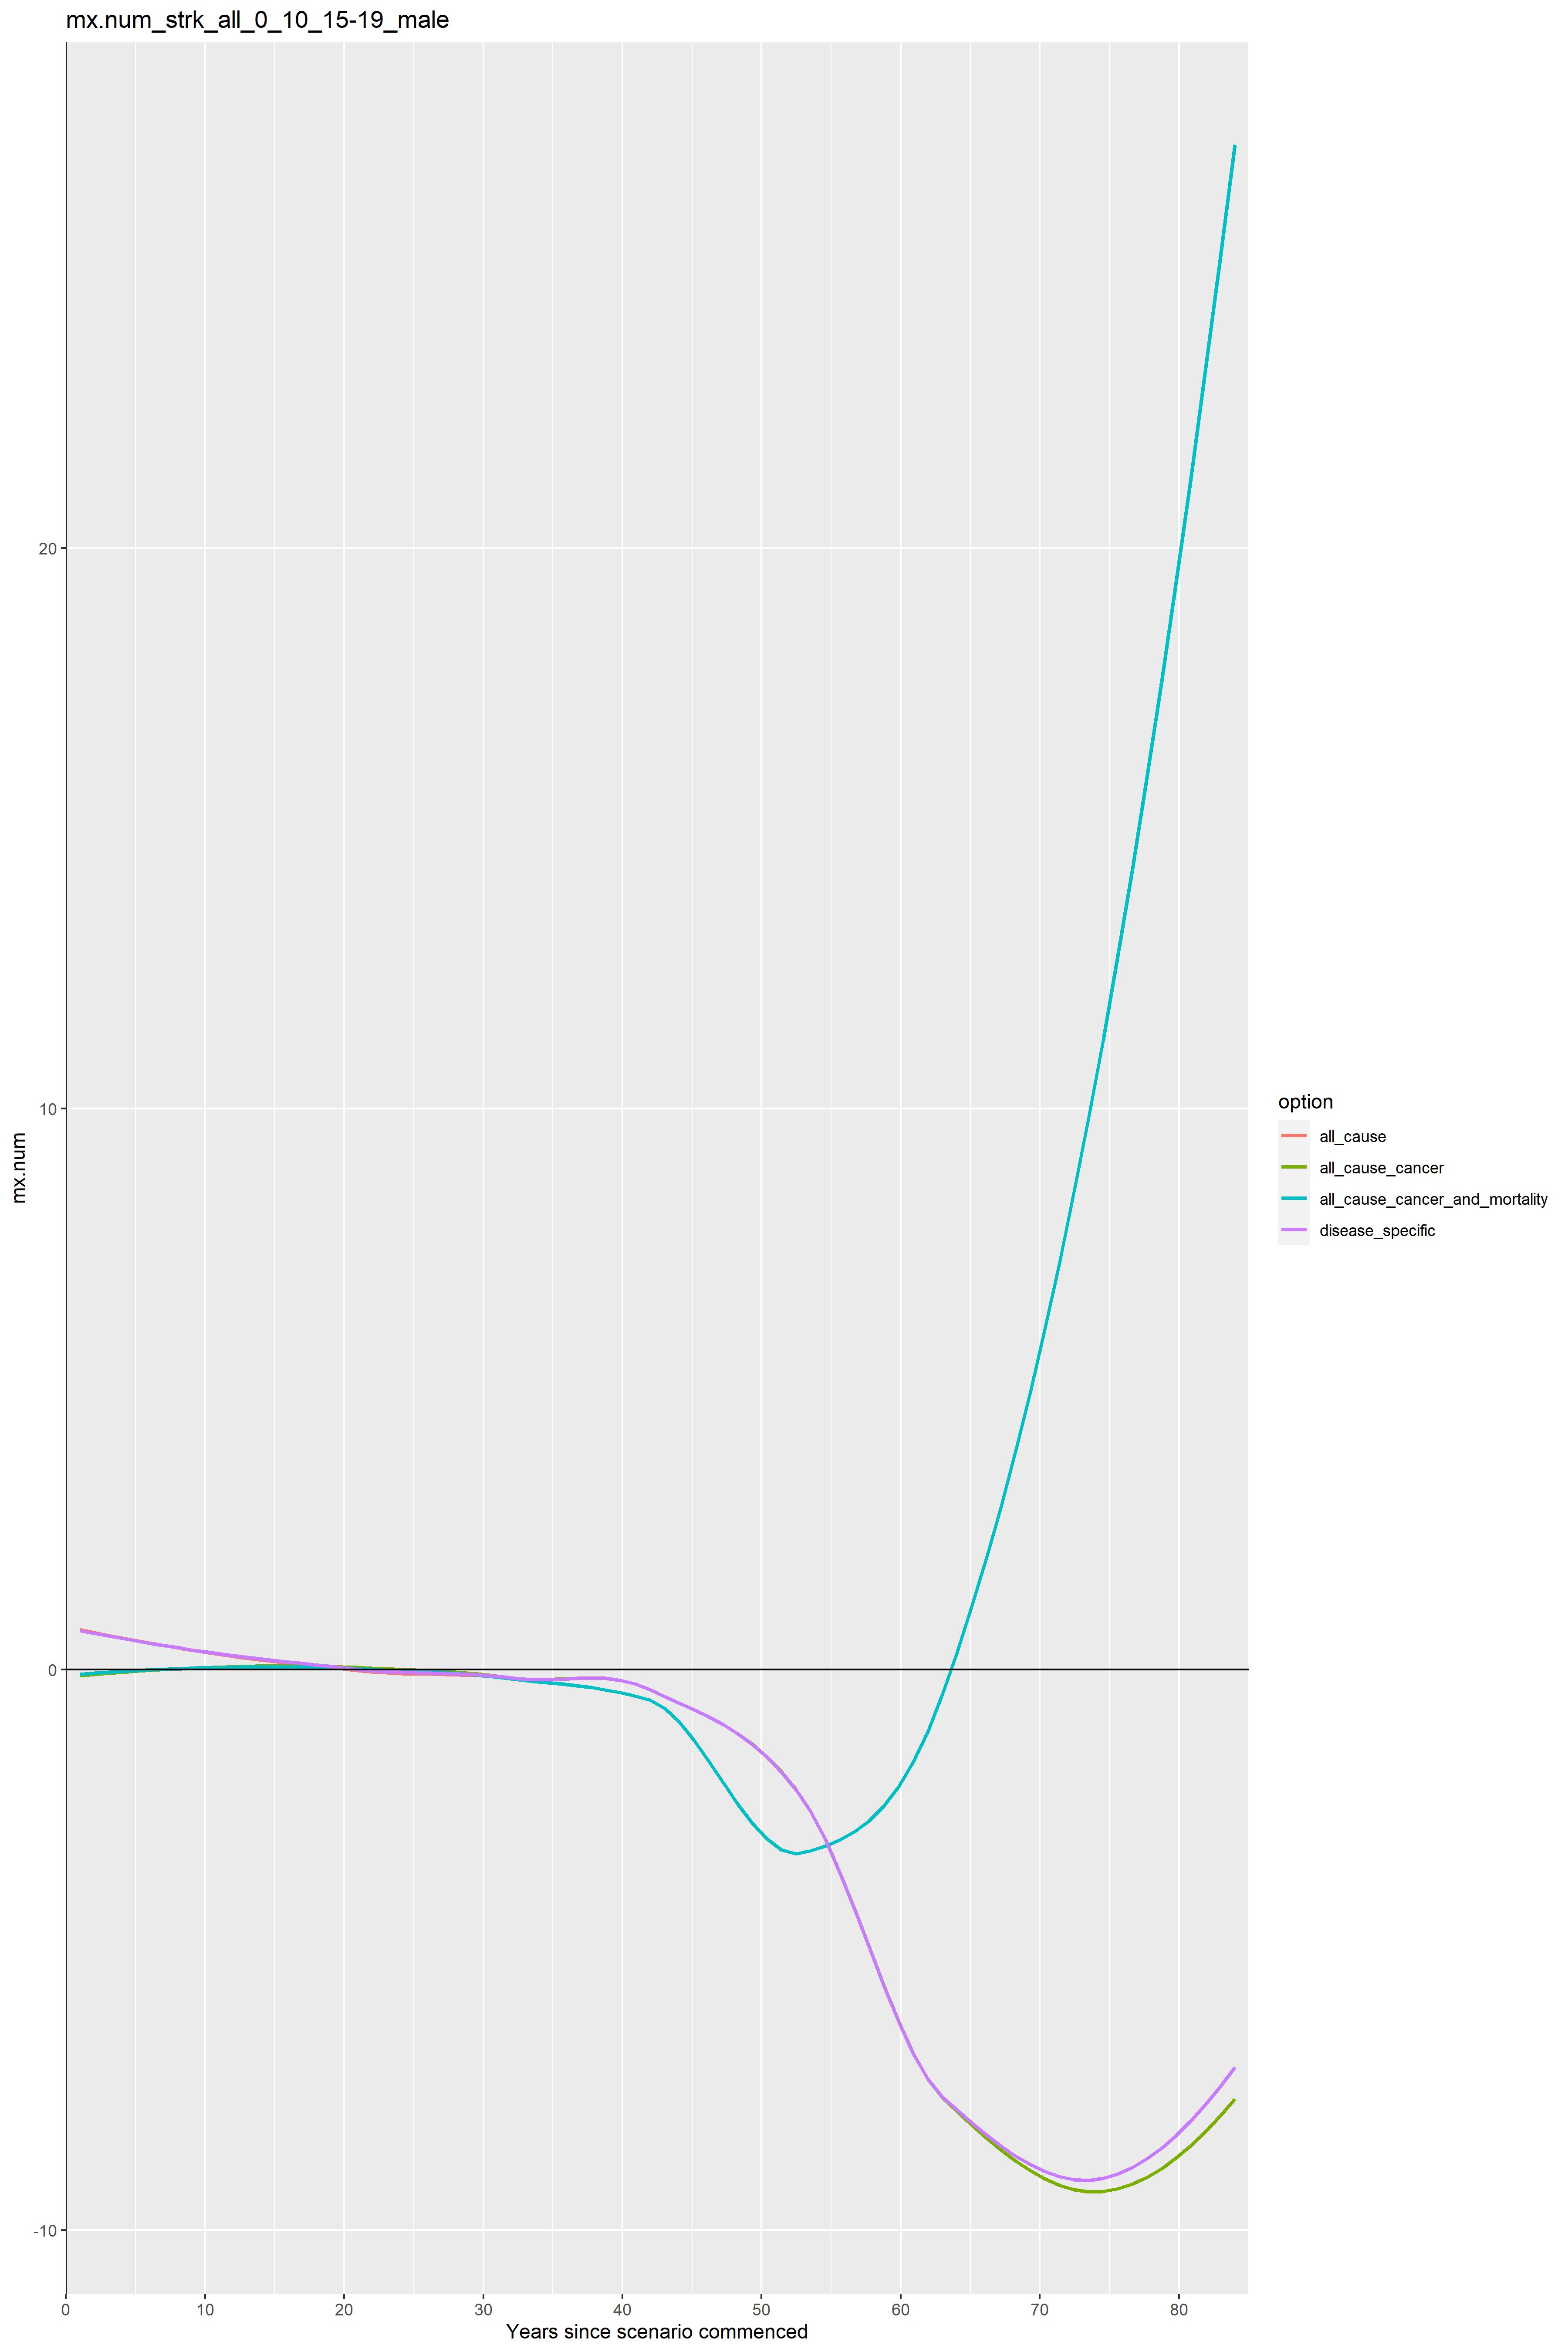 mx.num_strk_all_0_10_15-19_male
20
10
0
-10
mx.num
0 10 20 30 40 50 60 70 80
Years since scenario commenced
option
all_cause
all_cause_cancer
all_cause_cancer_and_mortality
disease_specific